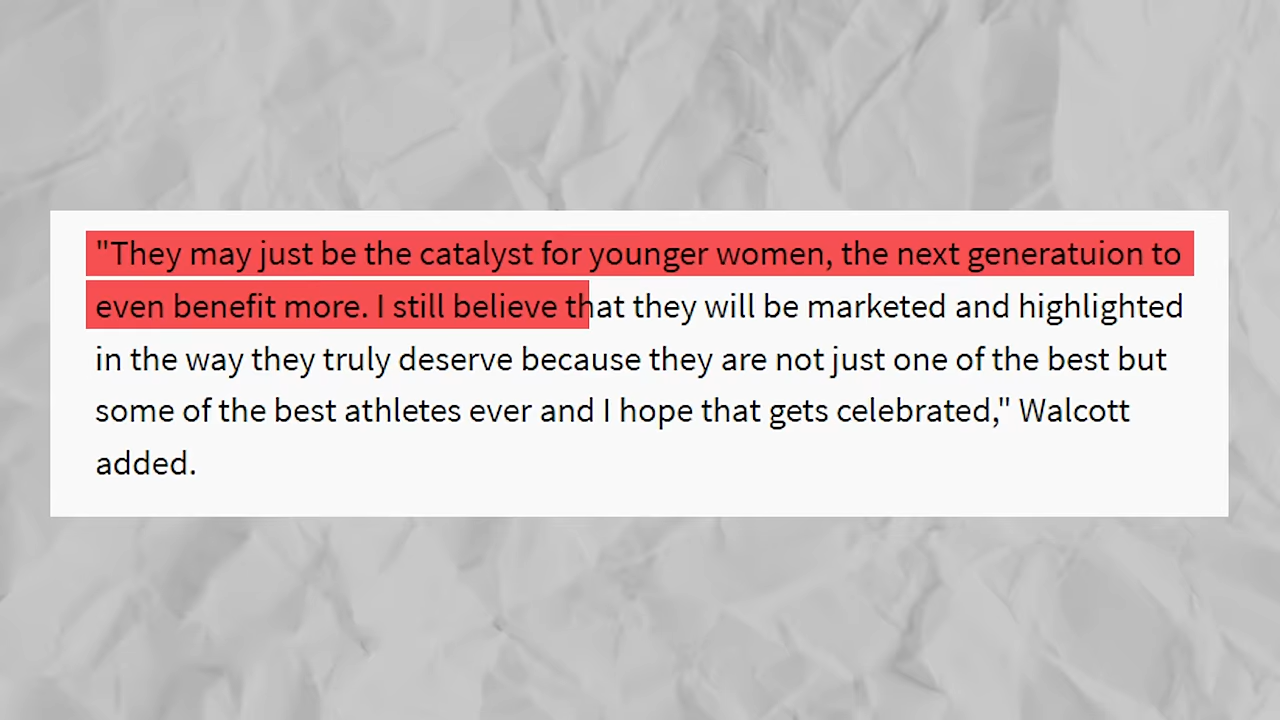 "They may just be the catalyst for younger women, the next generatuion to
even benefit more. I still believe that they will be marketed and highlighted
in the way they truly deserve because they are not just one of the best but
some of the best athletes ever and I hope that gets celebrated," Walcott
added.